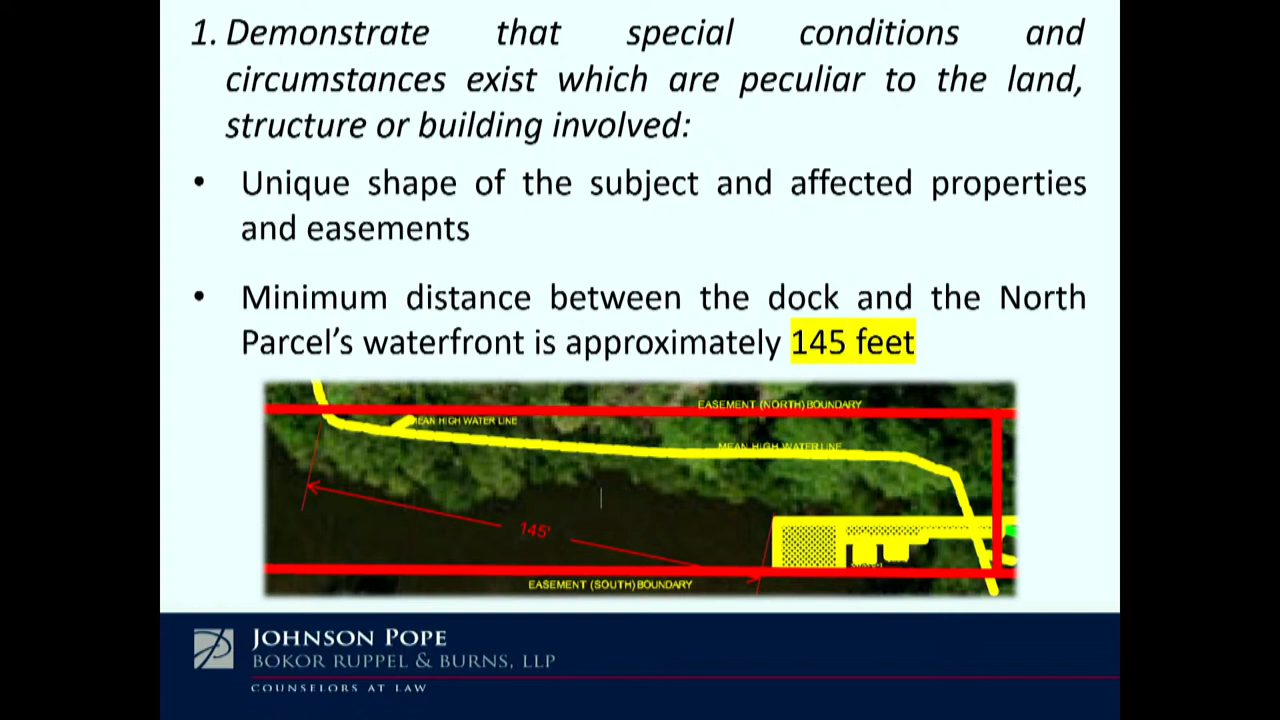 1. Demonstrate that special conditions and
circumstances exist which are peculiar to the land,
structure or building involved:
• Unique shape of the subject and affected properties
and easements
• Minimum distance between the dock and the North
Parcel's waterfront is approximately 145 feet
EASEMENT (NORTH) BOUNDARY
MEAN HIGH WATER LINE
MEAN HIGH WATER LINE
145'
EASEMENT (SOUTH) BOUNDARY
JOHNSON POPE
BOKOR RUPPEL & BURNS, LLP
COUNSELORS AT LAW